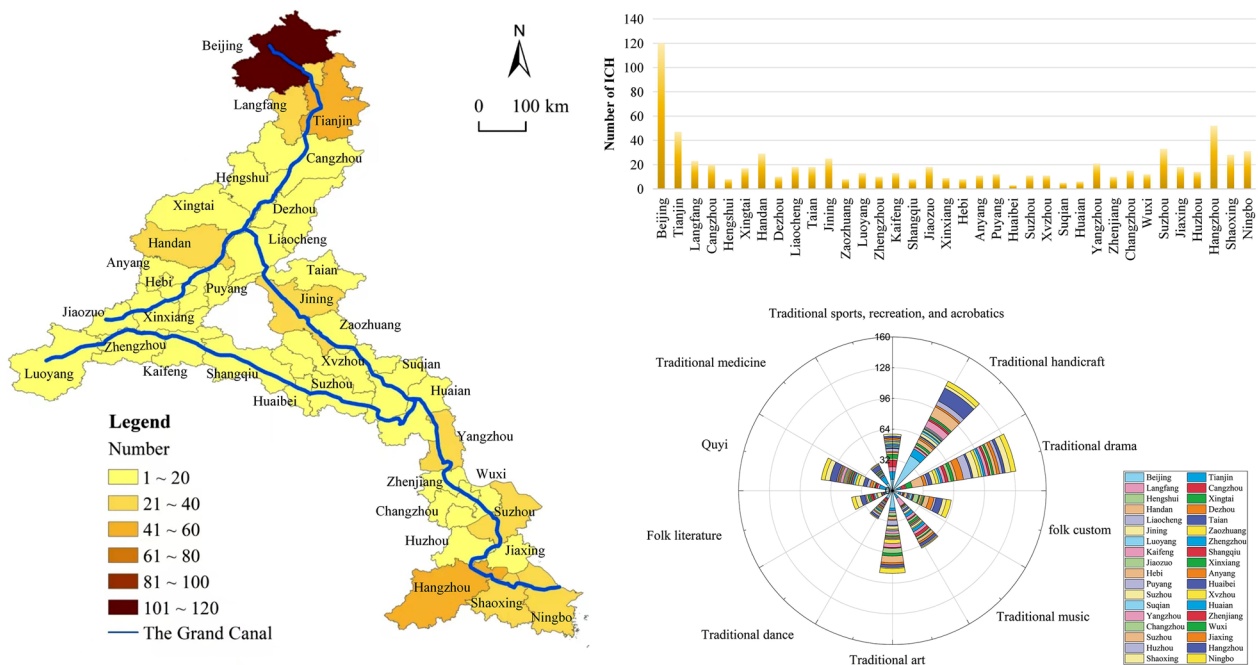 Beijing
Langfang
Tianjin
Cangzhou
Hengshui
Xingtai
Dezhou
Handan
Liaocheng
Anyang
Taian
Hebi
Puyang
Jining
Jiaozuo
Xinxiang
Zaozhuang
Zhengzhou
Luoyang
Kaifeng
Shangqiu
Xvzhou
Suqian
Suzhou
Huaibei
Huaian
Yangzhou
Zhenjiang
Wuxi
Changzhou
Suzhou
Huzhou
Jiaxing
Hangzhou
Shaoxing
Ningbo
N
0 100 km
Legend
Number
1 ~ 20
21 ~ 40
41 ~ 60
61 ~ 80
81 ~ 100
101 ~ 120
The Grand Canal
Number of ICH
140
120
100
80
60
40
20
0
Beijing
Tianjin
Langfang
Cangzhou
Hengshui
Xingtai
Handan
Dezhou
Liaocheng
Taian
Jining
Zaozhuang
Luoyang
Zhengzhou
Kaifeng
Shangqiu
Jiaozuo
Xinxiang
Hebi
Anyang
Puyang
Huaibei
Suzhou
Xvzhou
Suqian
Huaian
Yangzhou
Zhenjiang
Changzhou
Wuxi
Suzhou
Jiaxing
Huzhou
Hangzhou
Shaoxing
Ningbo
Traditional sports, recreation, and acrobatics
Traditional handicraft
Traditional drama
folk custom
Traditional music
Traditional art
Traditional dance
Folk literature
Quyi
Traditional medicine
160
128
96
64
32
0
Beijing Tianjin
Langfang Cangzhou
Hengshui Xingtai
Handan Dezhou
Liaocheng Taian
Jining Zaozhuang
Luoyang Zhengzhou
Kaifeng Shangqiu
Jiaozuo Xinxiang
Hebi Anyang
Puyang Huaibei
Suzhou Xvzhou
Suqian Huaian
Yangzhou Zhenjiang
Changzhou Wuxi
Suzhou Jiaxing
Huzhou Hangzhou
Shaoxing Ningbo